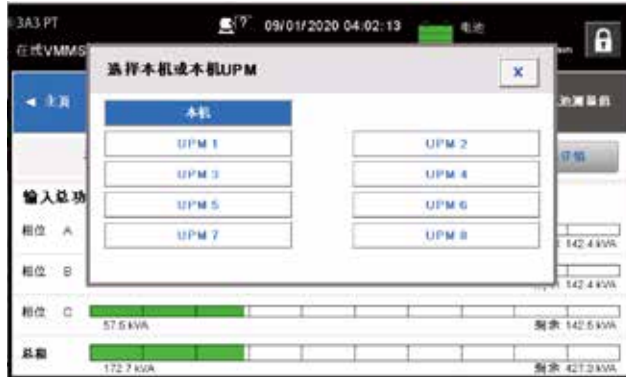 3A3 PT
09/01/2020 04:02:13
电池
在线VMMS
选择本机或本机UPM
x
主页
本机
UPM 1
UPM 2
UPM 3
UPM 4
UPM 5
UPM 6
UPM 7
UPM 8
详情
输入总功
相位 A
142.4 kVA
相位 B
142.4 kVA
相位 C
57.5 kVA
剩余 142.5 kVA
总和
172.7 kVA
剩余 427.3 kVA